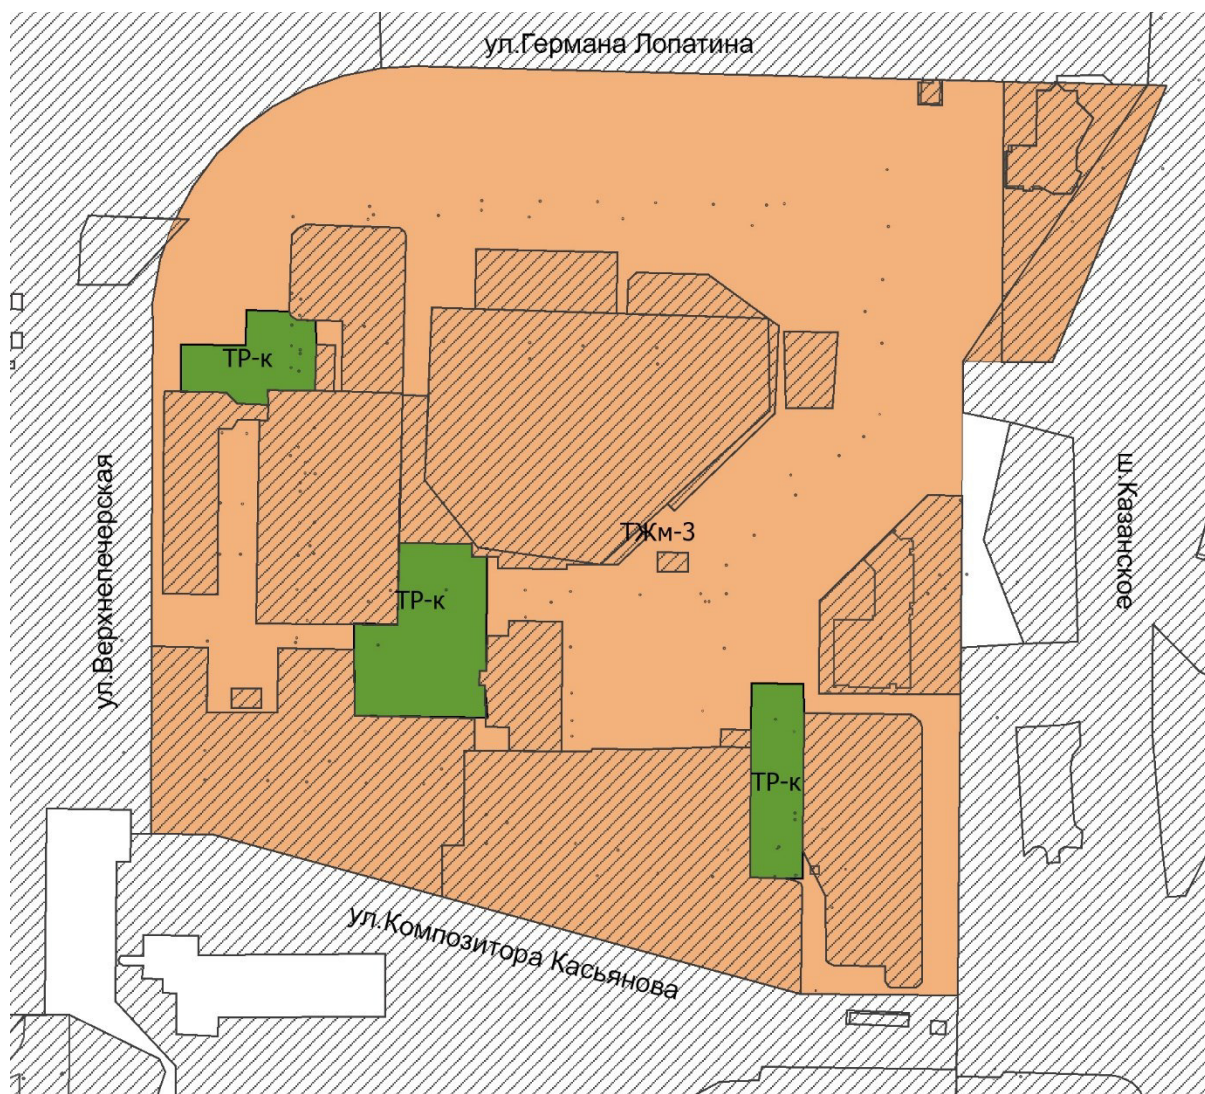 ул.Германа Лопатина
ТР-к
ул.Верхнепечерская
ш.Казанское
ТЖм-3
ТР-к
ТР-к
ул.Композитора Касьянова